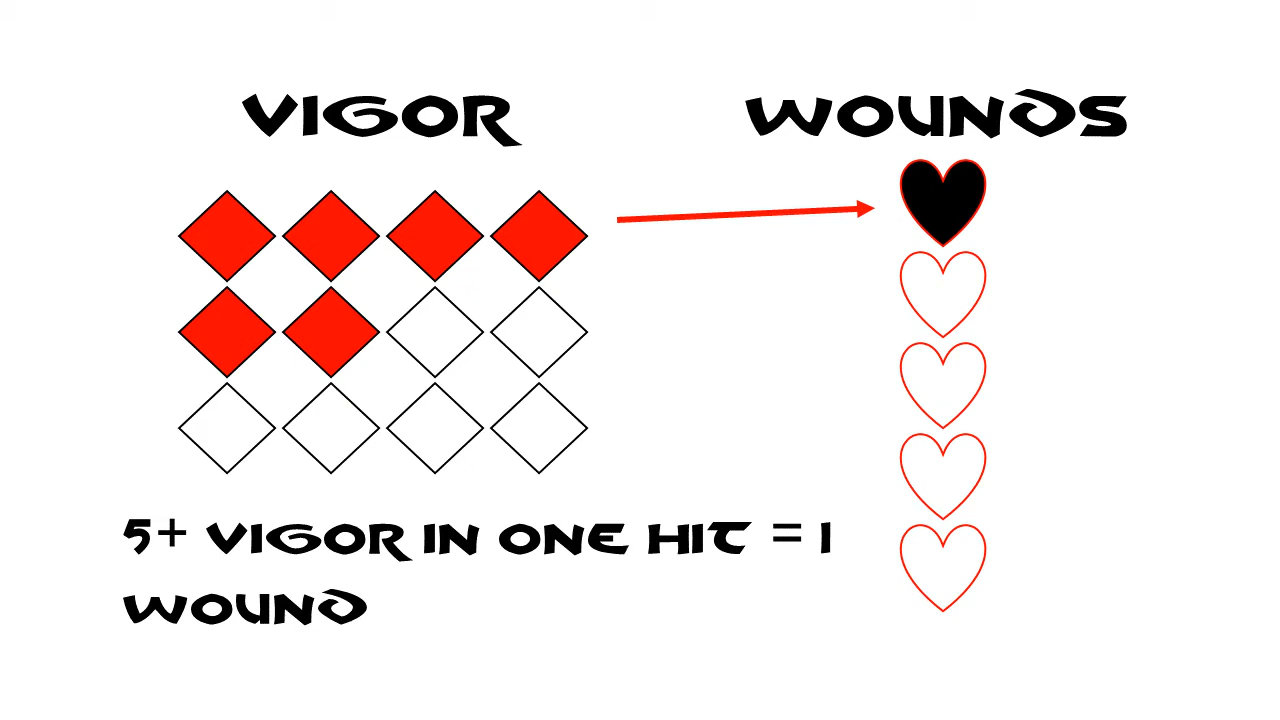 VIGOR
WOUNDS
5+ VIGOR IN ONE HIT = 1
WOUND